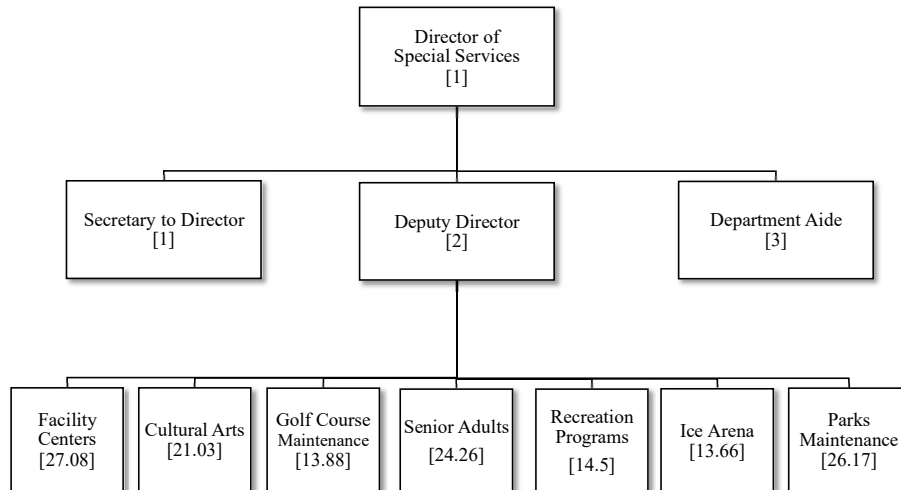 Director of
Special Services
[1]
Secretary to Director
[1]
Deputy Director
[2]
Department Aide
[3]
Facility
Centers
[27.08]
Cultural Arts
[21.03]
Golf Course
Maintenance
[13.88]
Senior Adults
[24.26]
Recreation
Programs
[14.5]
Ice Arena
[13.66]
Parks
Maintenance
[26.17]